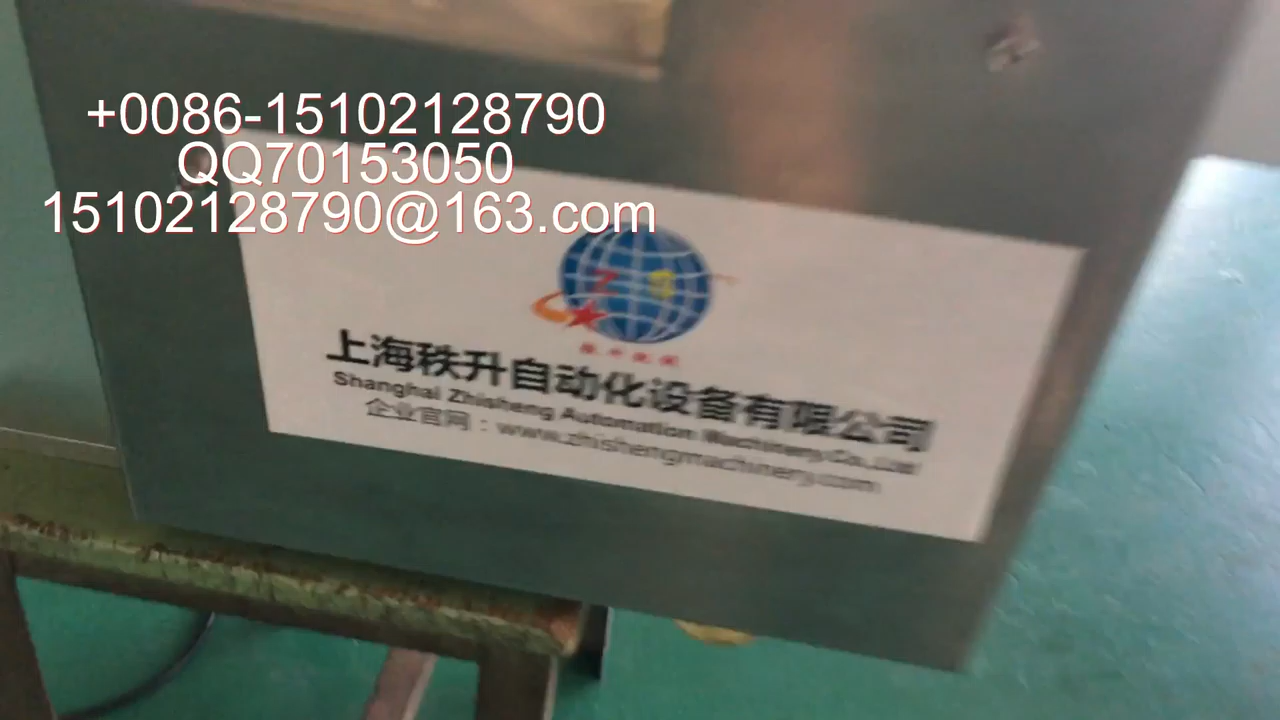 +0086-15102128790
QQ70153050
15102128790@163.com
Z S
上海秩升自动化设备有限公司
Shanghai Zhisheng Automation Machinery Co.,Ltd
企业官网：www.zhishengmachinery.com